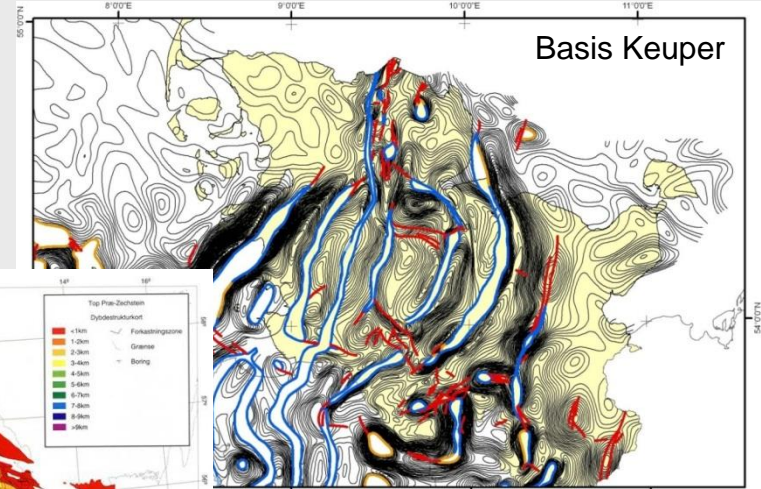 8°0'0"E 9°0'0"E 10°0'0"E 11°0'0"E
55°0'0"N
Basis Keuper
54°0'0"N
Top Præ-Zechstein
Dybdestrukturkort
<1km
1-2km
2-3km
3-4km
4-5km
5-6km
6-7km
7-8km
8-9km
>9km
Forkastningszone
Grænse
Boring